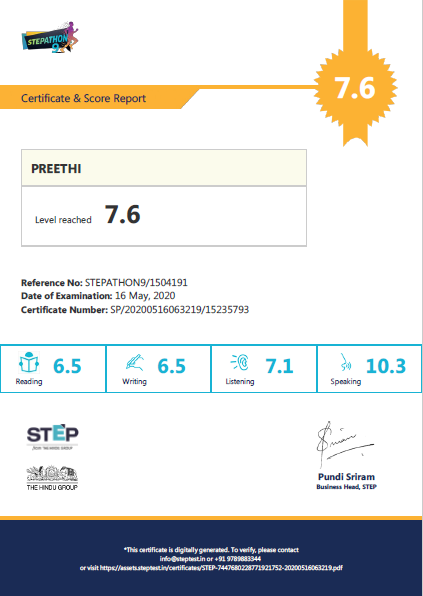 STEPATHON
9
7.6
Certificate & Score Report
PREETHI
Level reached 7.6
Reference No: STEPATHON9/1504191
Date of Examination: 16 May, 2020
Certificate Number: SP/20200516063219/15235793
6.5 6.5 7.1 10.3
Reading Writing Listening Speaking
STEP
FROM THE HINDU GROUP
THE HINDU GROUP
Pundi Sriram
Business Head, STEP
*This certificate is digitally generated. To verify, please contact
info@steptest.in or +91 9789883344
or visit https://assets.steptest.in/certificates/STEP-7447680228771921752-20200516063219.pdf